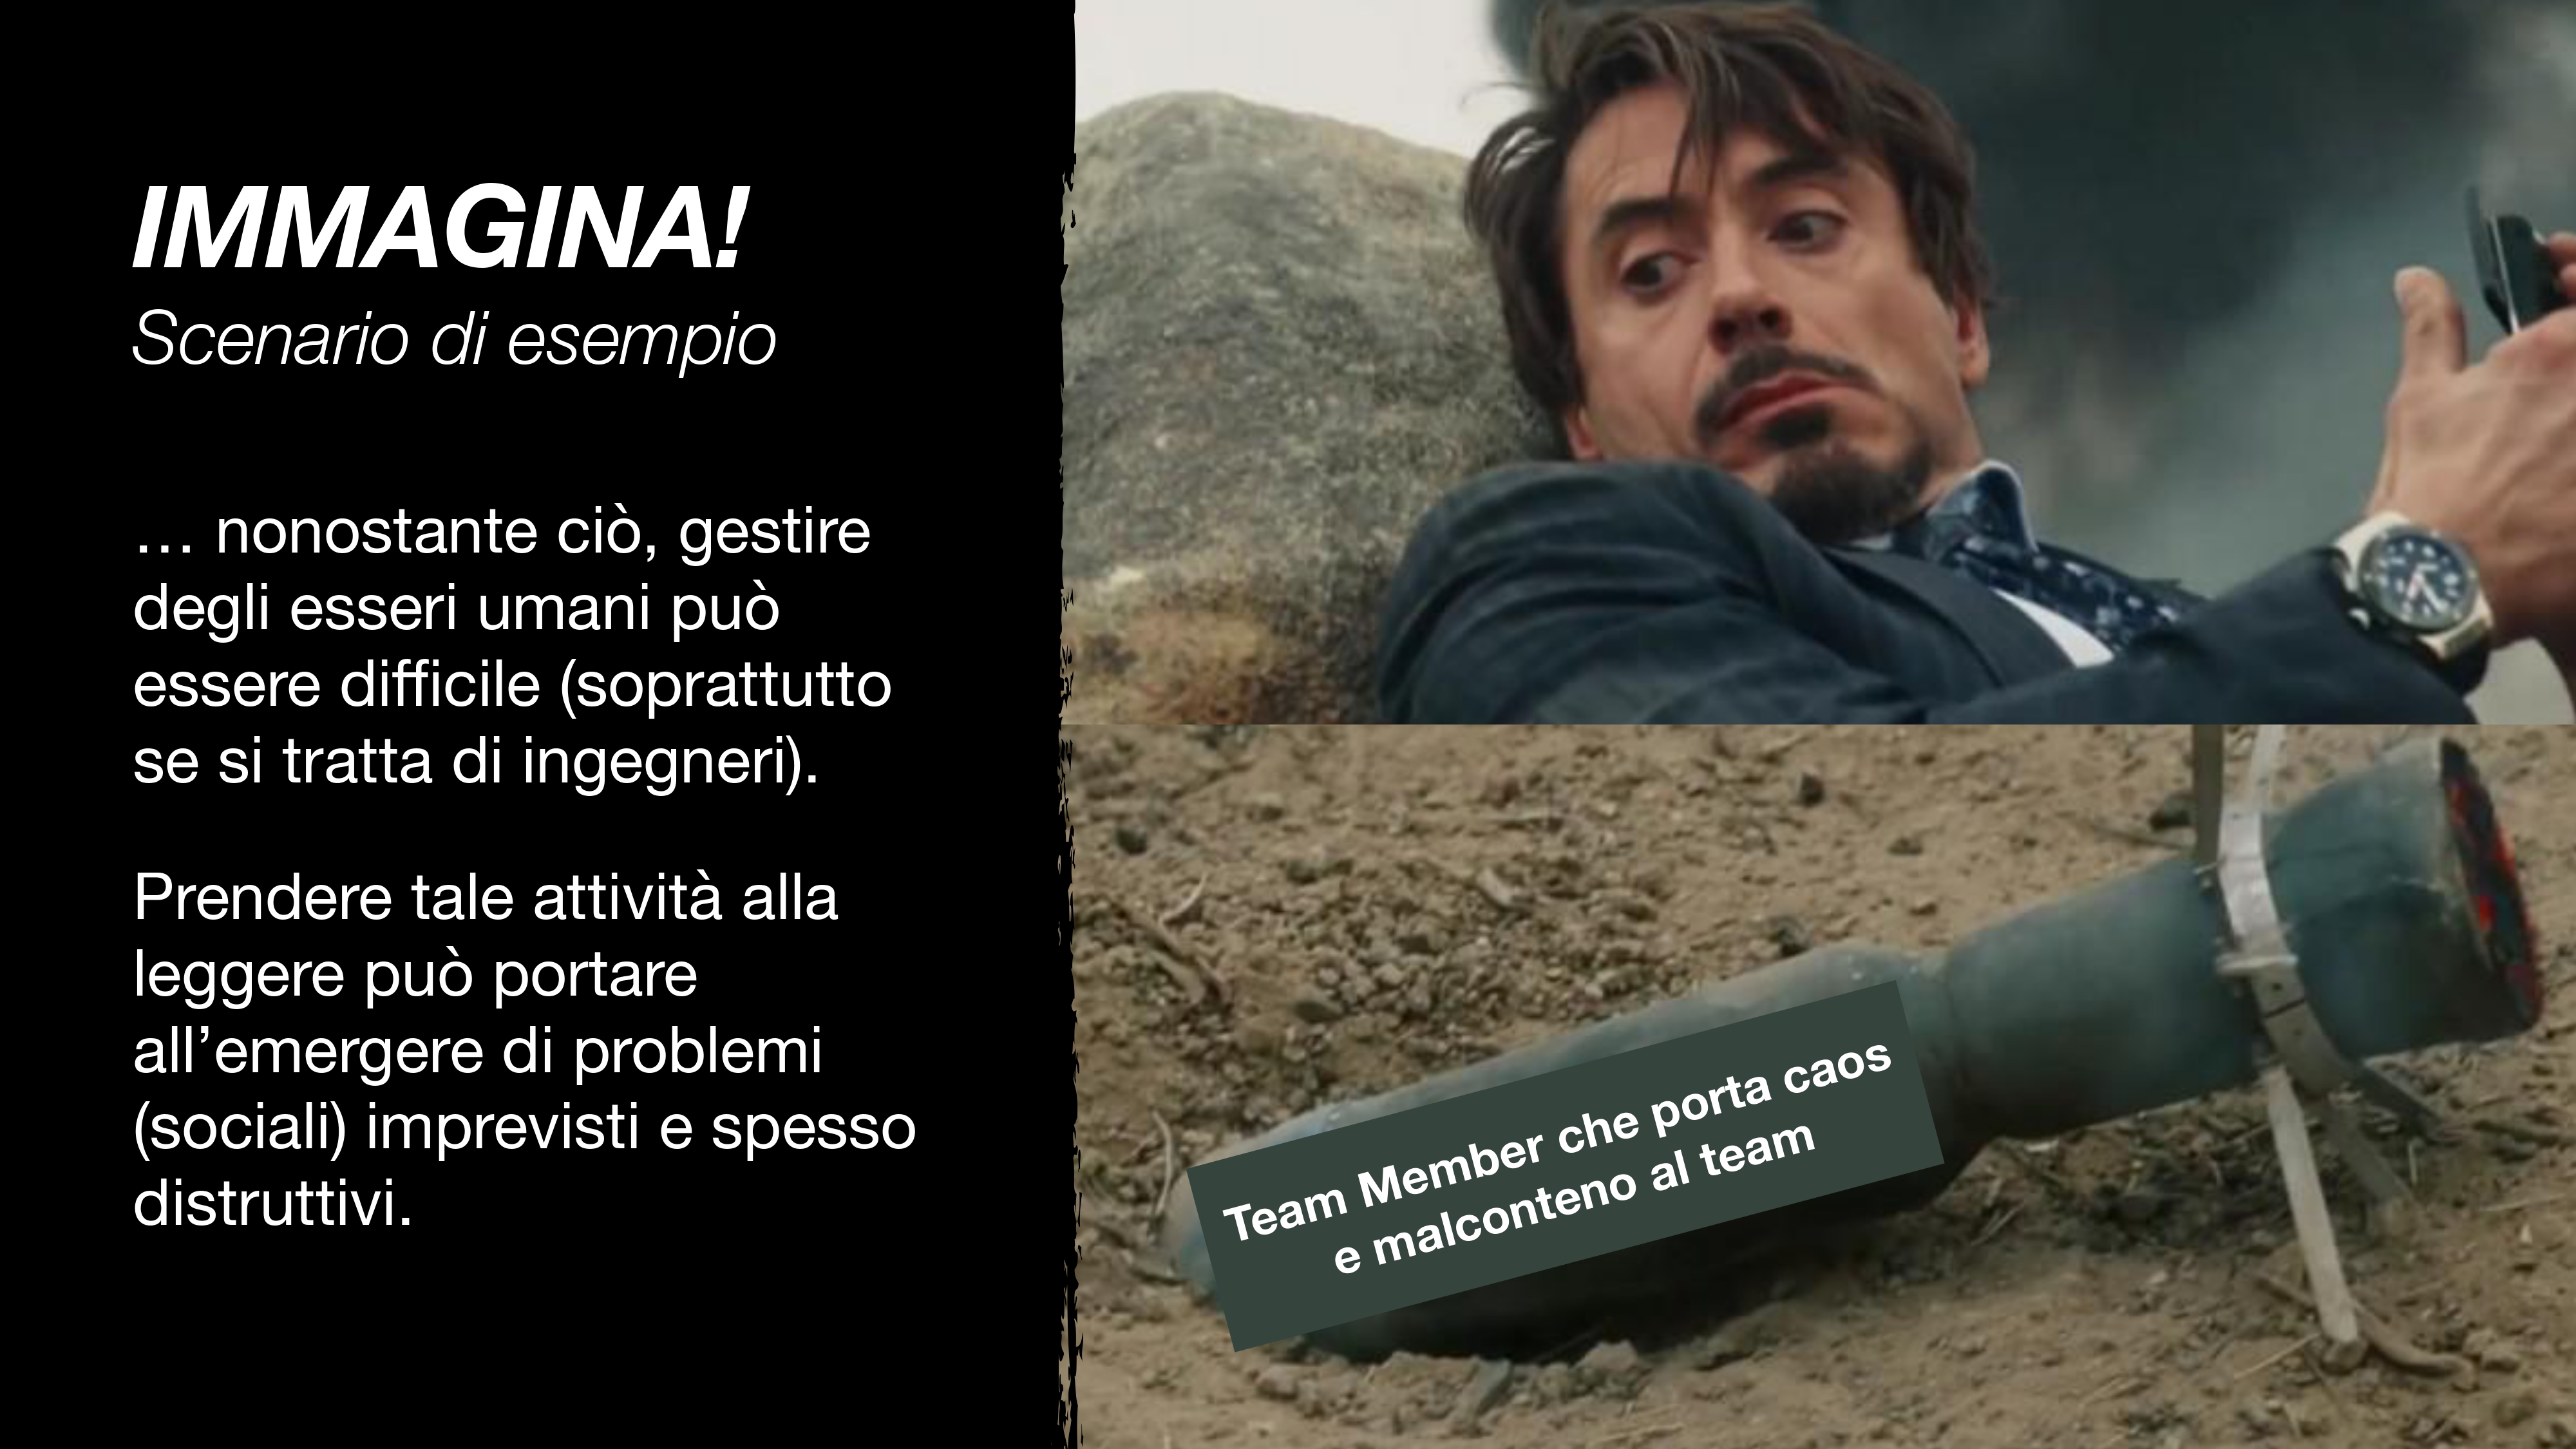 IMMAGINA!
Scenario di esempio
… nonostante ciò, gestire
degli esseri umani può
essere difficile (soprattutto
se si tratta di ingegneri).
Prendere tale attività alla
leggere può portare
all’emergere di problemi
(sociali) imprevisti e spesso
distruttivi.
Team Member che porta caos
e malconteno al team